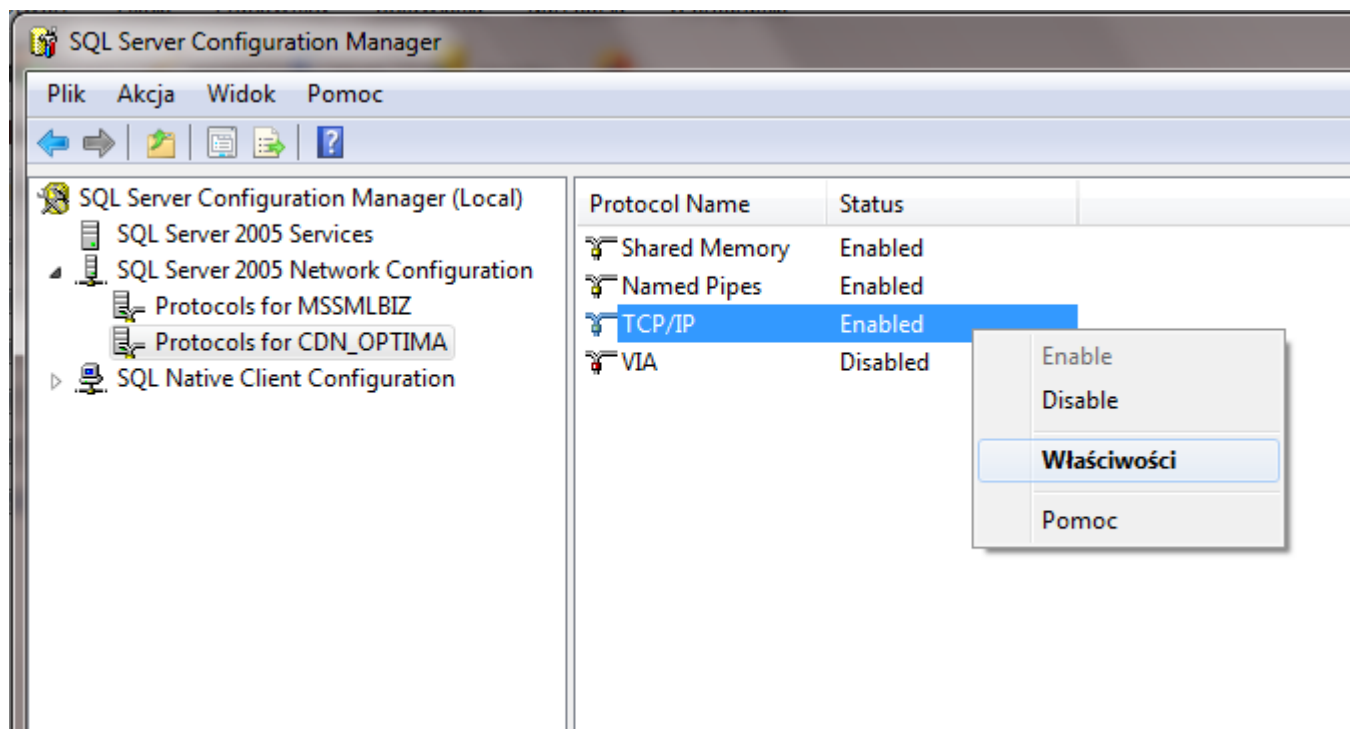 SQL Server Configuration Manager
Plik Akcja Widok Pomoc
SQL Server Configuration Manager (Local)
SQL Server 2005 Services
SQL Server 2005 Network Configuration
Protocols for MSSMLBIZ
Protocols for CDN_OPTIMA
SQL Native Client Configuration
Protocol Name Status
Shared Memory Enabled
Named Pipes Enabled
TCP/IP Enabled
VIA Disabled
Enable
Disable
Właściwości
Pomoc